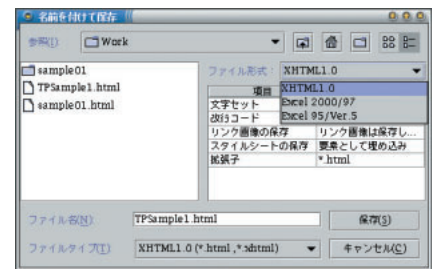 名前を付けて保存
参照(I): Work
sample01
TPSample1.html
sample01.html
ファイル形式: XHTML1.0
XHTML1.0
Excel 2000/97
Excel 95/Ver.5
項目
文字セット
改行コード
リンク画像の保存 リンク画像は保存し...
スタイルシートの保存 要素として埋め込み
拡張子 *.html
ファイル名(N): TPSample1.html 保存(S)
ファイルタイプ(T): XHTML1.0 (*.html ,*.xhtml) キャンセル(C)